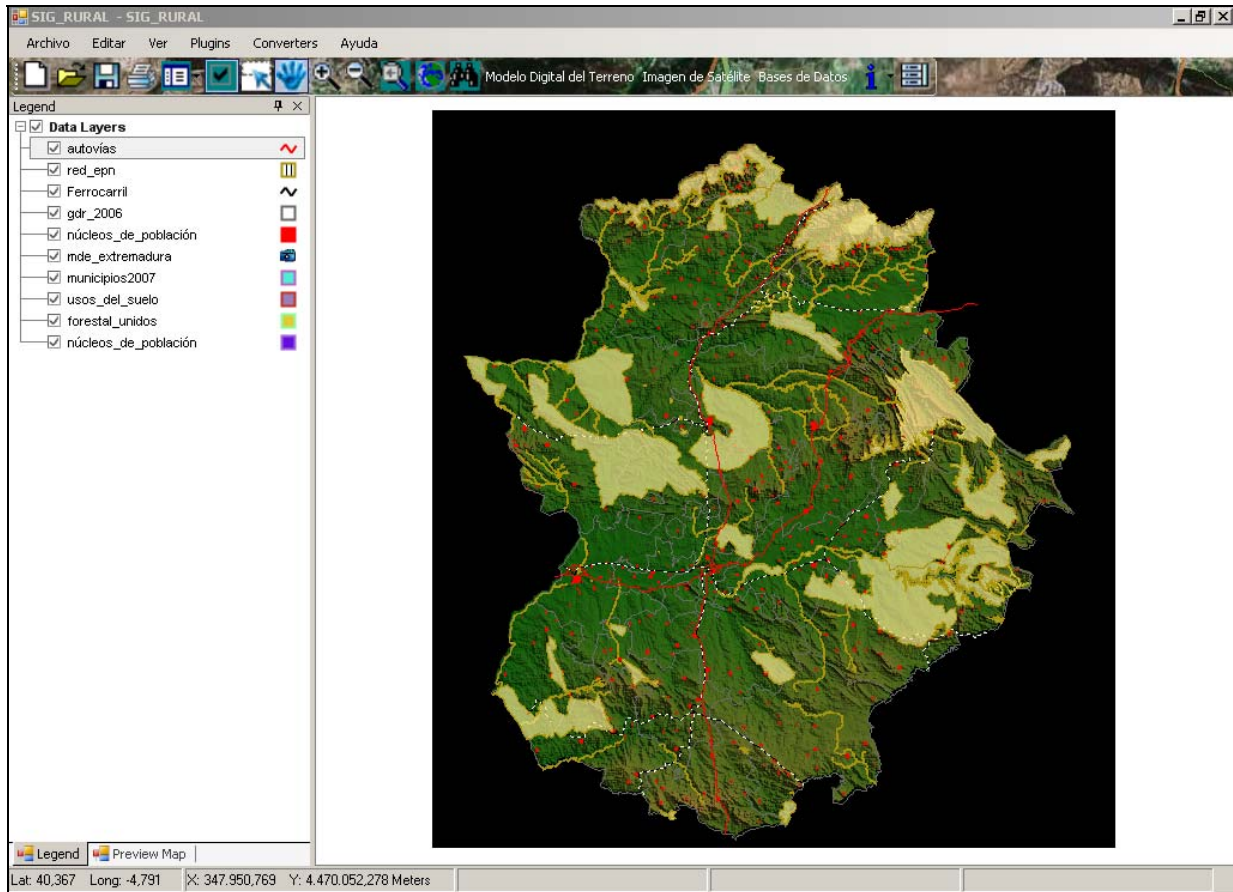 SIG_RURAL - SIG_RURAL
Archivo Editar Ver Plugins Converters Ayuda
Modelo Digital del Terreno Imagen de Satélite Bases de Datos
Legend
Data Layers
autovías
red_epn
Ferrocarril
gdr_2006
núcleos_de_población
mde_extremadura
municipios2007
usos_del_suelo
forestal_unidos
núcleos_de_población
Legend Preview Map
Lat: 40,367 Long: -4,791 X: 347.950,769 Y: 4.470.052,278 Meters